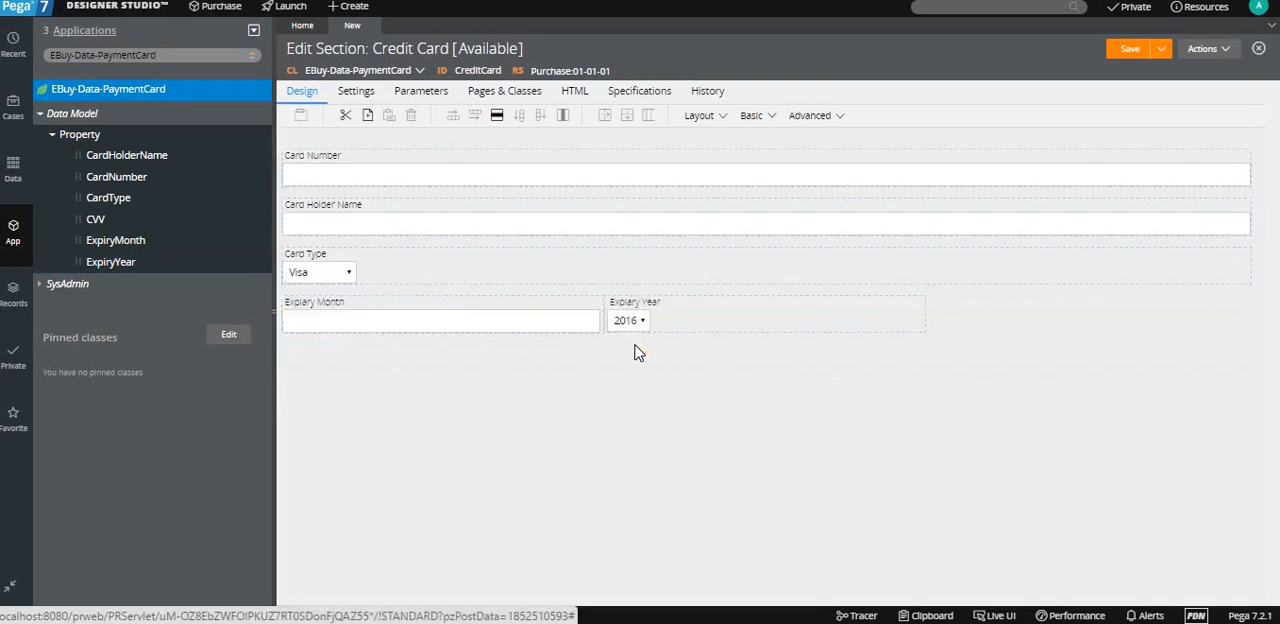 Pega 7 DESIGNER STUDIO™ Purchase Launch Create Private Resources A
Recent
Cases
Data
App
Records
Private
Favorite
3 Applications
EBuy-Data-PaymentCard
EBuy-Data-PaymentCard
Data Model
Property
CardHolderName
CardNumber
CardType
CVV
ExpiryMonth
ExpiryYear
SysAdmin
Pinned classes Edit
You have no pinned classes
Home New
Edit Section: Credit Card [Available] Save Actions
CL EBuy-Data-PaymentCard ID CreditCard RS Purchase:01-01-01
Design Settings Parameters Pages & Classes HTML Specifications History
Layout Basic Advanced
Card Number
Card Holder Name
Card Type
Visa
Expiary Month Expiary Year
2016
Tracer Clipboard Live UI Performance Alerts PDN Pega 7.2.1